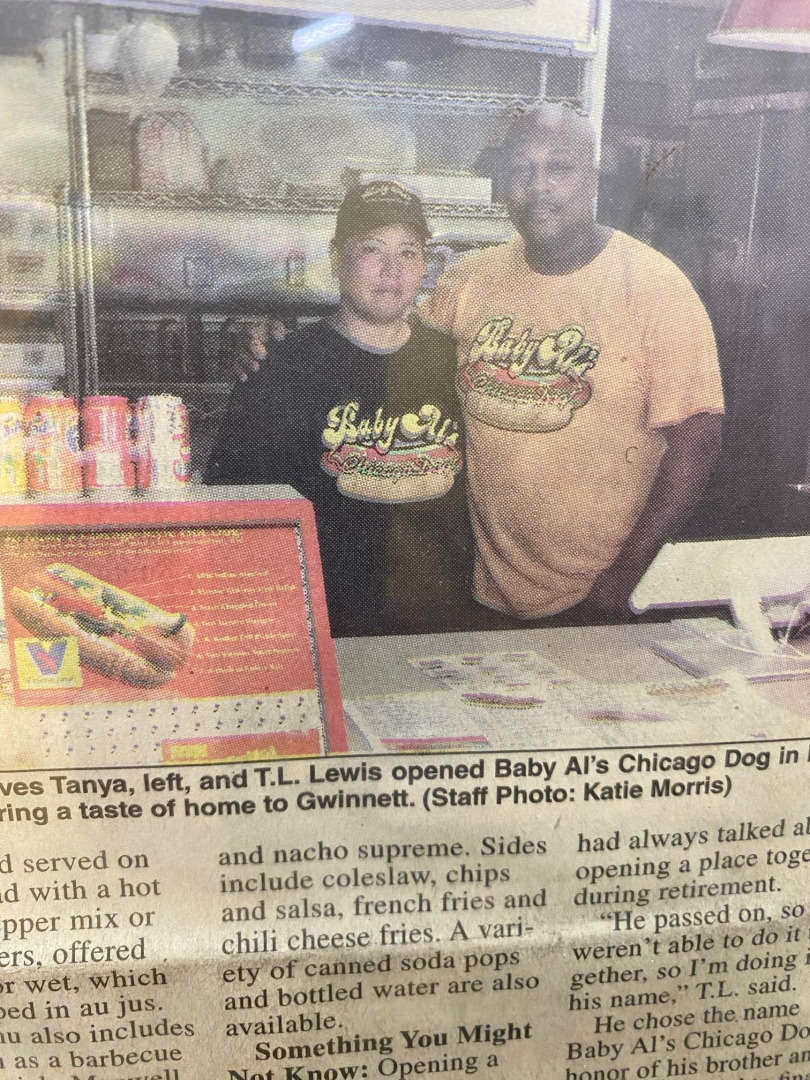 Baby Al's
Chicago Dog
Baby Al's
ves Tanya, left, and T.L. Lewis opened Baby Al's Chicago Dog in
ring a taste of home to Gwinnett. (Staff Photo: Katie Morris)
d served on
nd with a hot
epper mix or
ers, offered
or wet, which
ped in au jus.
nu also includes
as a barbecue
and nacho supreme. Sides
include coleslaw, chips
and salsa, french fries and
chili cheese fries. A vari-
ety of canned soda pops
and bottled water are also
available.
Something You Might
Not Know: Opening a
had always talked a
opening a place toge
during retirement.
"He passed on, so
weren't able to do it
gether, so I'm doing i
his name," T.L. said.
He chose the name
Baby Al's Chicago Do
honor of his brother an